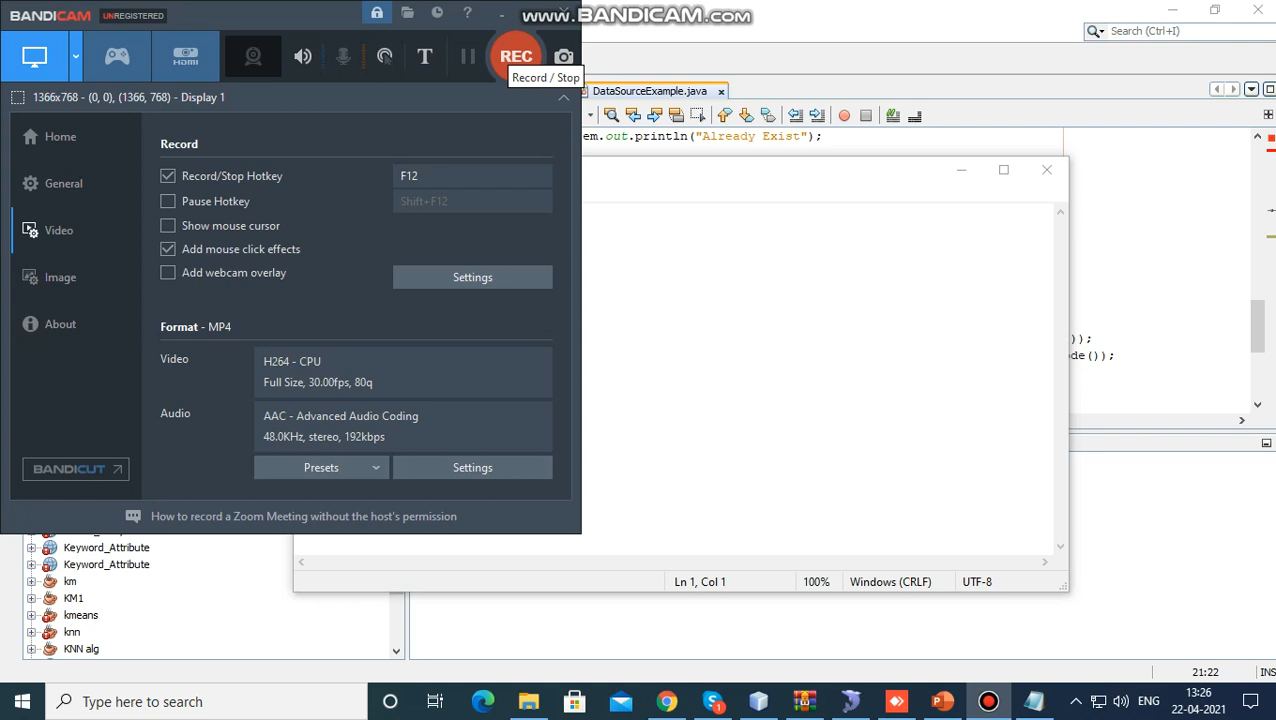 BANDICAM UNREGISTERED
?
www.BANDICAM.com
Search (Ctrl+I)
HDMI
T
REC
Record / Stop
DataSourceExample.java
1366x768 - (0, 0), (1366, 768) - Display 1
em.out.println("Already Exist");
Home
General
Video
Image
About
BANDICUT
Record
Record/Stop Hotkey
F12
Pause Hotkey
Shift+F12
Show mouse cursor
Add mouse click effects
Add webcam overlay
Settings
Format - MP4
Video
H264 - CPU
Full Size, 30.00fps, 80q
Audio
AAC - Advanced Audio Coding
48.0KHz, stereo, 192kbps
Presets
Settings
How to record a Zoom Meeting without the host's permission
));
ode());
Keyword_Attribute
Keyword_Attribute
km
KM1
kmeans
knn
KNN alg
Ln 1, Col 1
100%
Windows (CRLF)
UTF-8
21:22
INS
Type here to search
ENG
13:26
22-04-2021